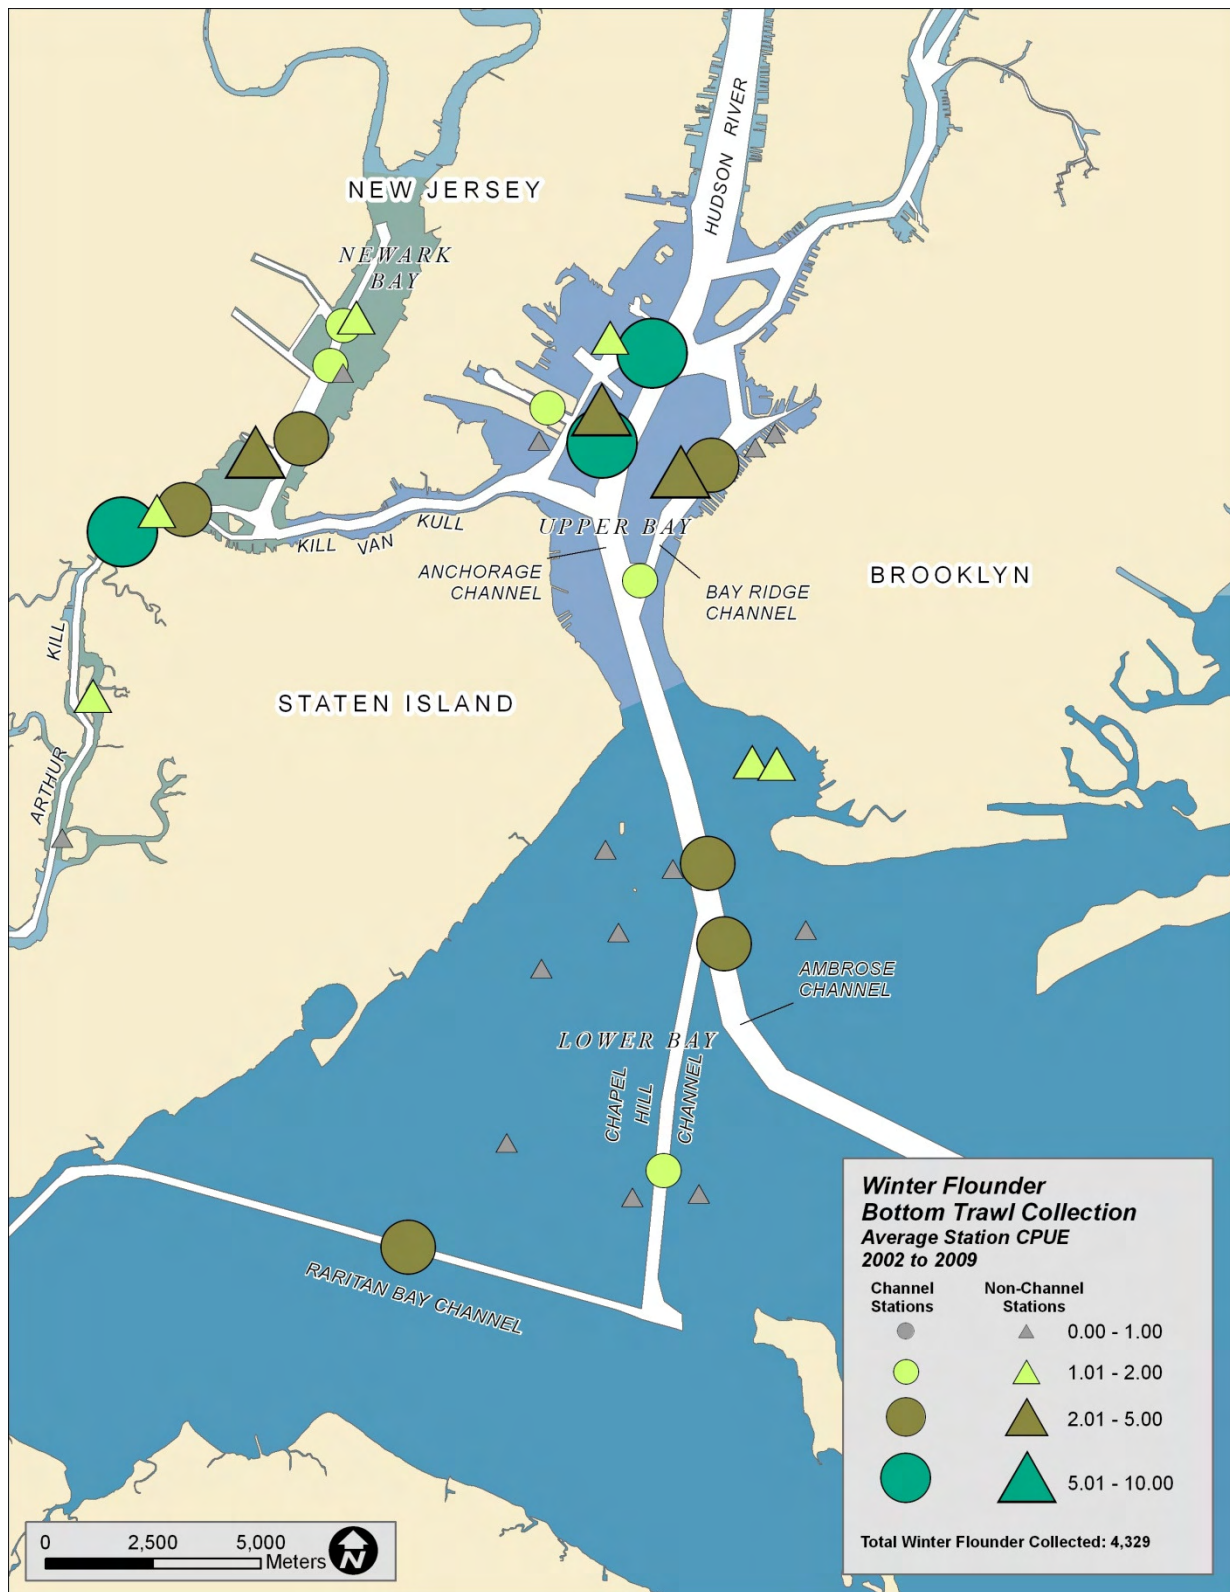 HUDSON RIVER
NEW JERSEY
NEWARK
BAY
KILL VAN KULL
UPPER BAY
ANCHORAGE
CHANNEL
BAY RIDGE
CHANNEL
BROOKLYN
KILL
STATEN ISLAND
ARTHUR
AMBROSE
CHANNEL
LOWER BAY
CHAPEL
HILL
CHANNEL
RARITAN BAY CHANNEL
Winter Flounder
Bottom Trawl Collection
Average Station CPUE
2002 to 2009
Channel Stations
Non-Channel Stations
0.00 - 1.00
1.01 - 2.00
2.01 - 5.00
5.01 - 10.00
Total Winter Flounder Collected: 4,329
0 2,500 5,000
Meters
N